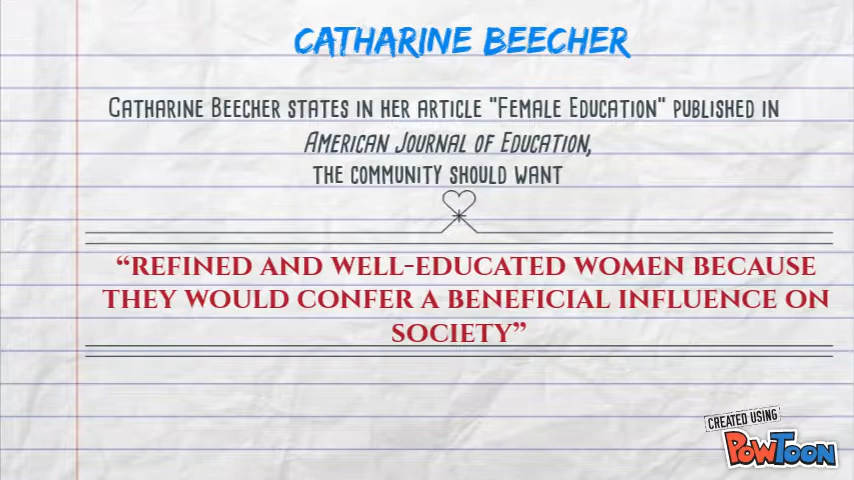 CATHARINE BEECHER
CATHARINE BEECHER STATES IN HER ARTICLE "FEMALE EDUCATION" PUBLISHED IN
AMERICAN JOURNAL OF EDUCATION,
THE COMMUNITY SHOULD WANT
“REFINED AND WELL-EDUCATED WOMEN BECAUSE
THEY WOULD CONFER A BENEFICIAL INFLUENCE ON
SOCIETY”
CREATED USING
POWTOON